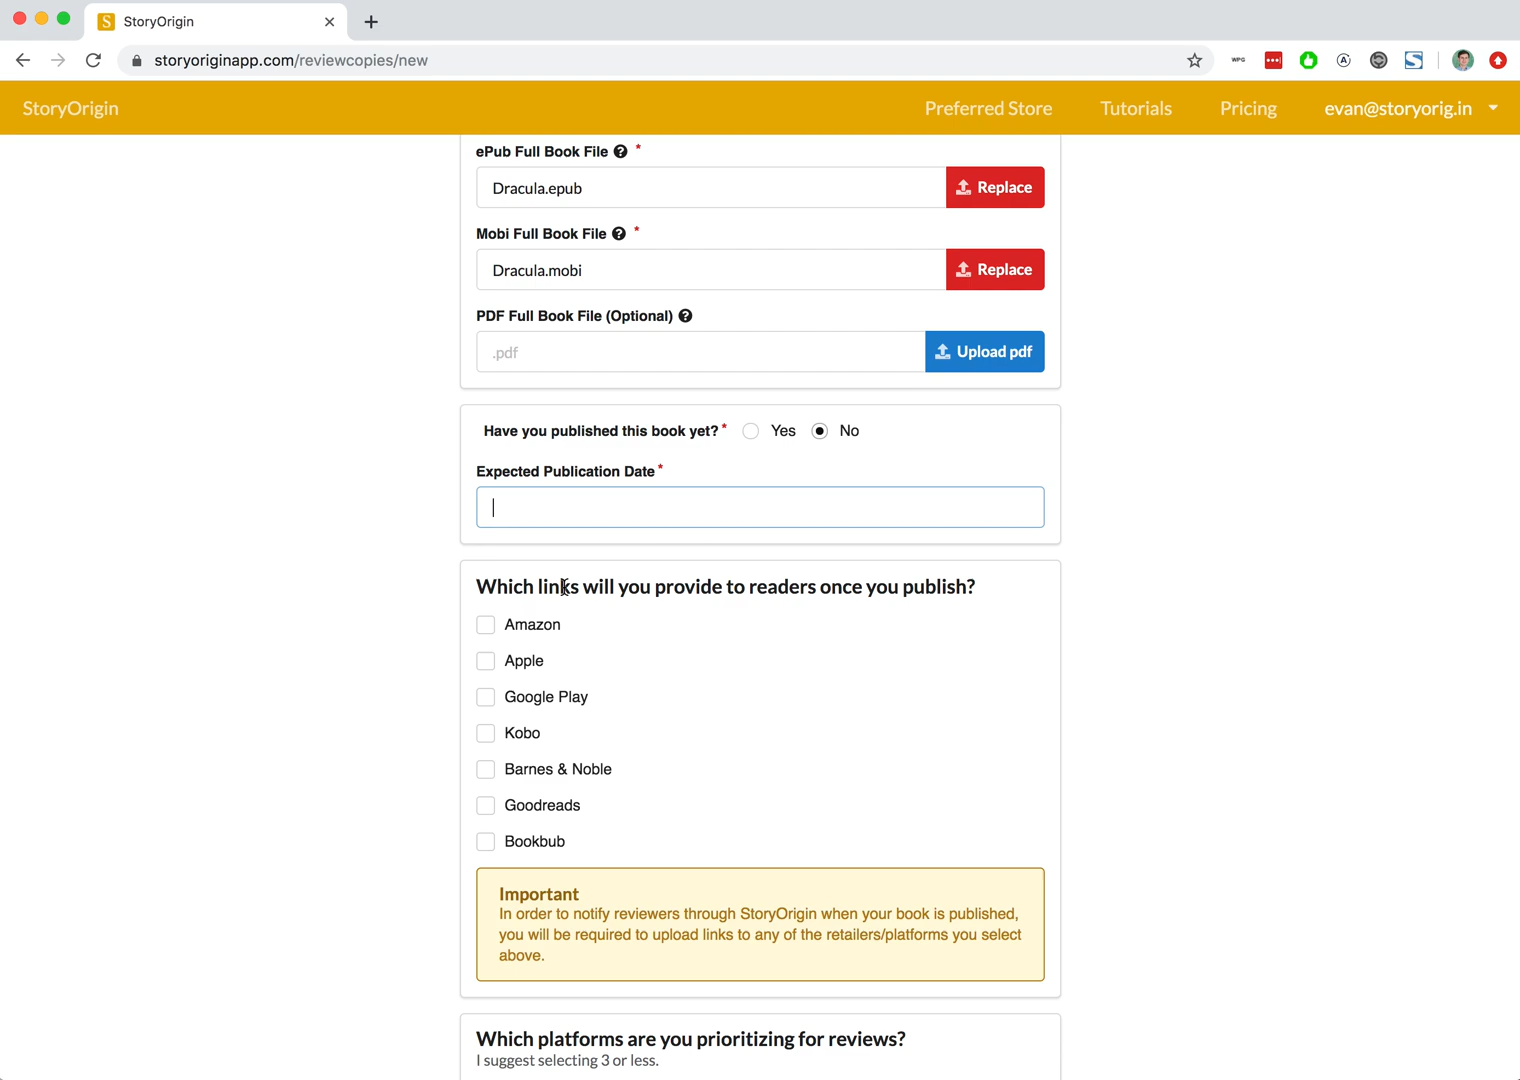 StoryOrigin
storyoriginapp.com/reviewcopies/new
WPG
StoryOrigin
Preferred Store
Tutorials
Pricing
evan@storyorig.in
ePub Full Book File *
Dracula.epub
Replace
Mobi Full Book File *
Dracula.mobi
Replace
PDF Full Book File (Optional)
.pdf
Upload pdf
Have you published this book yet?* Yes No
Expected Publication Date*
Which links will you provide to readers once you publish?
Amazon
Apple
Google Play
Kobo
Barnes & Noble
Goodreads
Bookbub
Important
In order to notify reviewers through StoryOrigin when your book is published,
you will be required to upload links to any of the retailers/platforms you select
above.
Which platforms are you prioritizing for reviews?
I suggest selecting 3 or less.